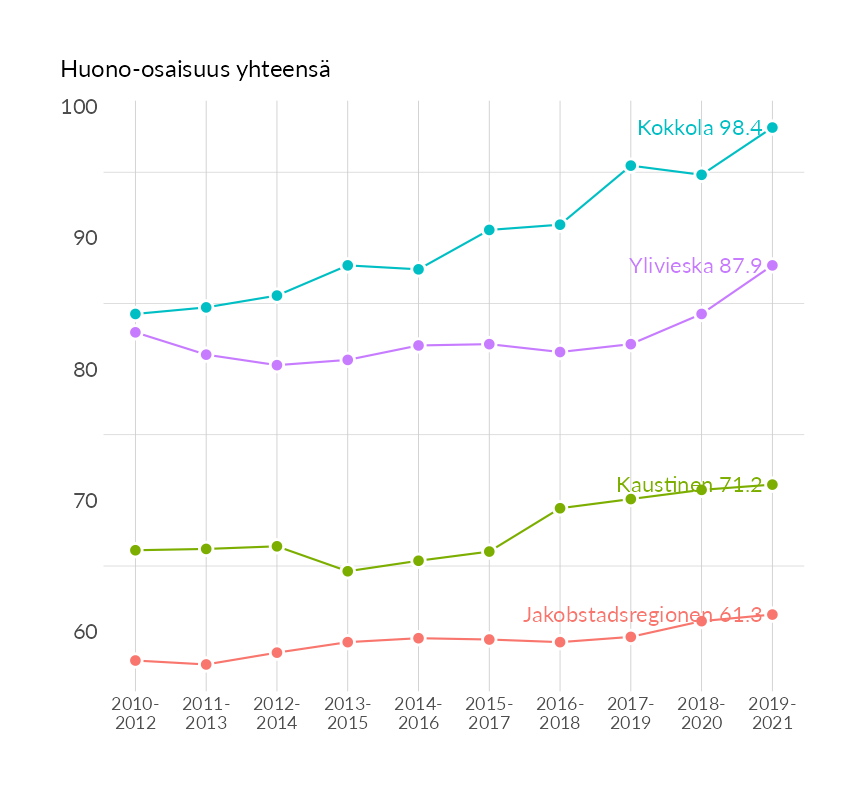 Huono-osaisuus yhteensä
100
Kokkola 98.4
90
Ylivieska 87.9
80
Kaustinen 71.2
70
Jakobstadsregionen 61.3
60
2010- 2011- 2012- 2013- 2014- 2015- 2016- 2017- 2018- 2019-
2012 2013 2014 2015 2016 2017 2018 2019 2020 2021